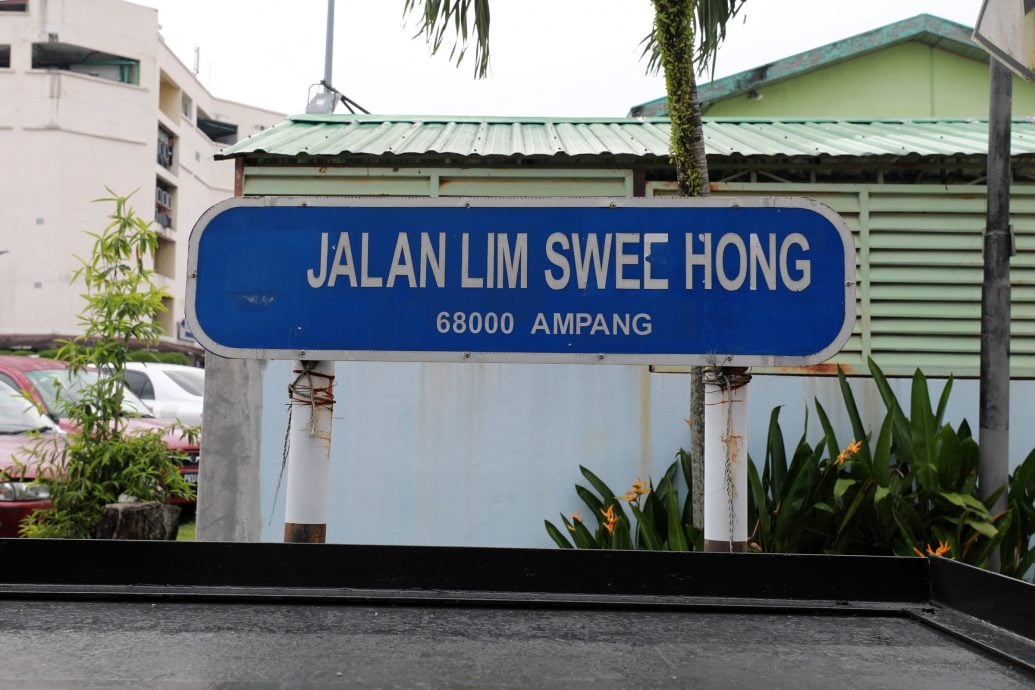 JALAN LIM SWEE HONG
68000 AMPANG